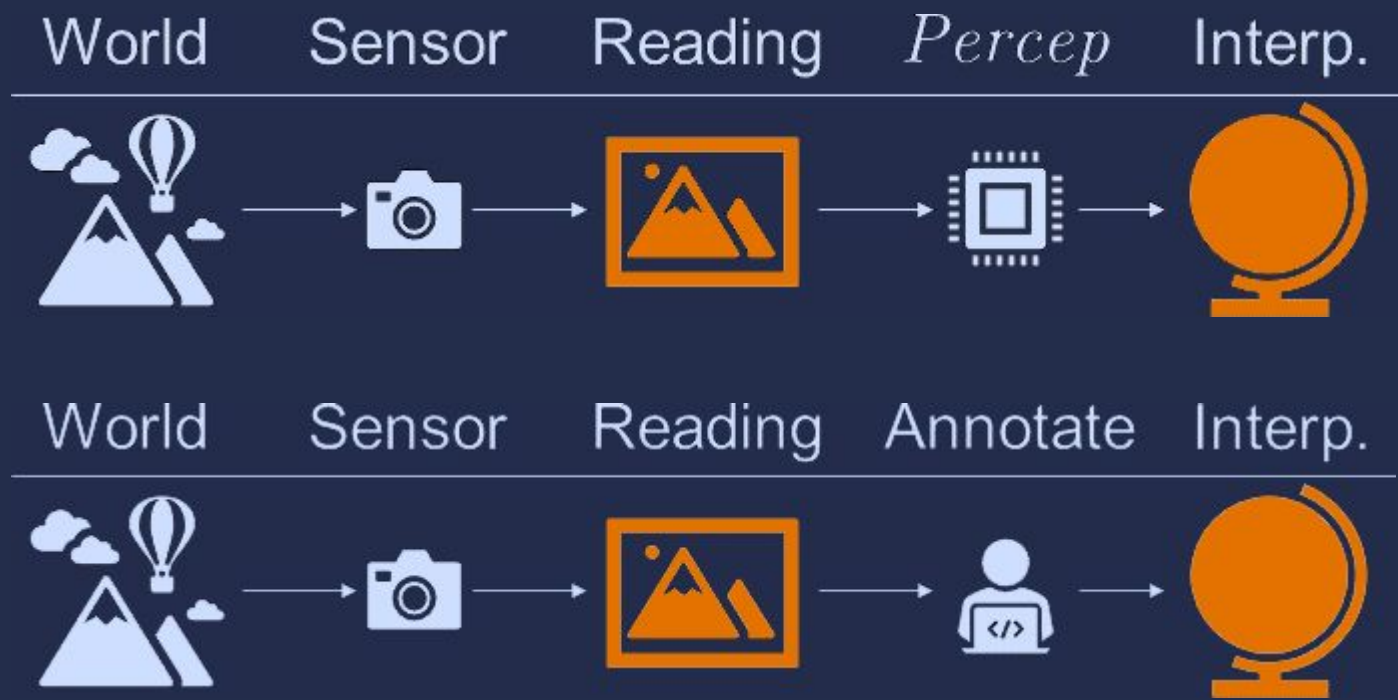 World Sensor Reading Percep Interp.
World Sensor Reading Annotate Interp.
</>